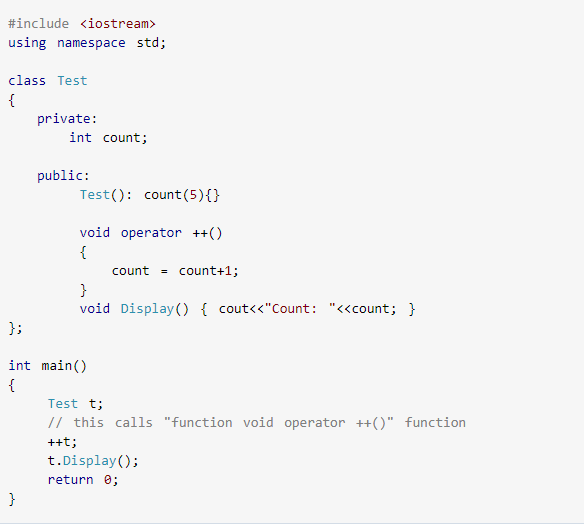 #include <iostream>
using namespace std;
class Test
{
private:
int count;
public:
Test(): count(5){}
void operator ++()
{
count = count+1;
}
void Display() { cout<<"Count: "<<count; }
};
int main()
{
Test t;
// this calls "function void operator ++()" function
++t;
t.Display();
return 0;
}